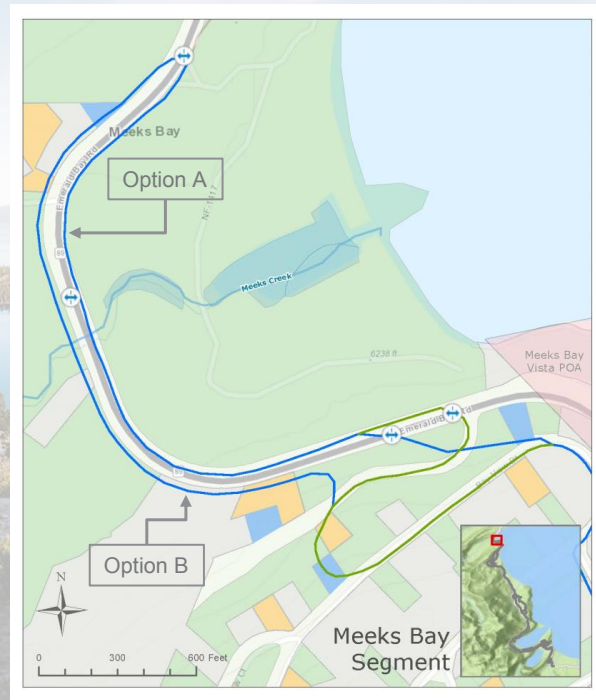 Meeks Bay
Emerald Bay Rd
Option A
NF-1417
89
Meeks Creek
6238 ft
Meeks Bay
Vista POA
Emerald Bay Rd
89
Option B
N
Meeks Bay
Segment
0 300 600 Feet